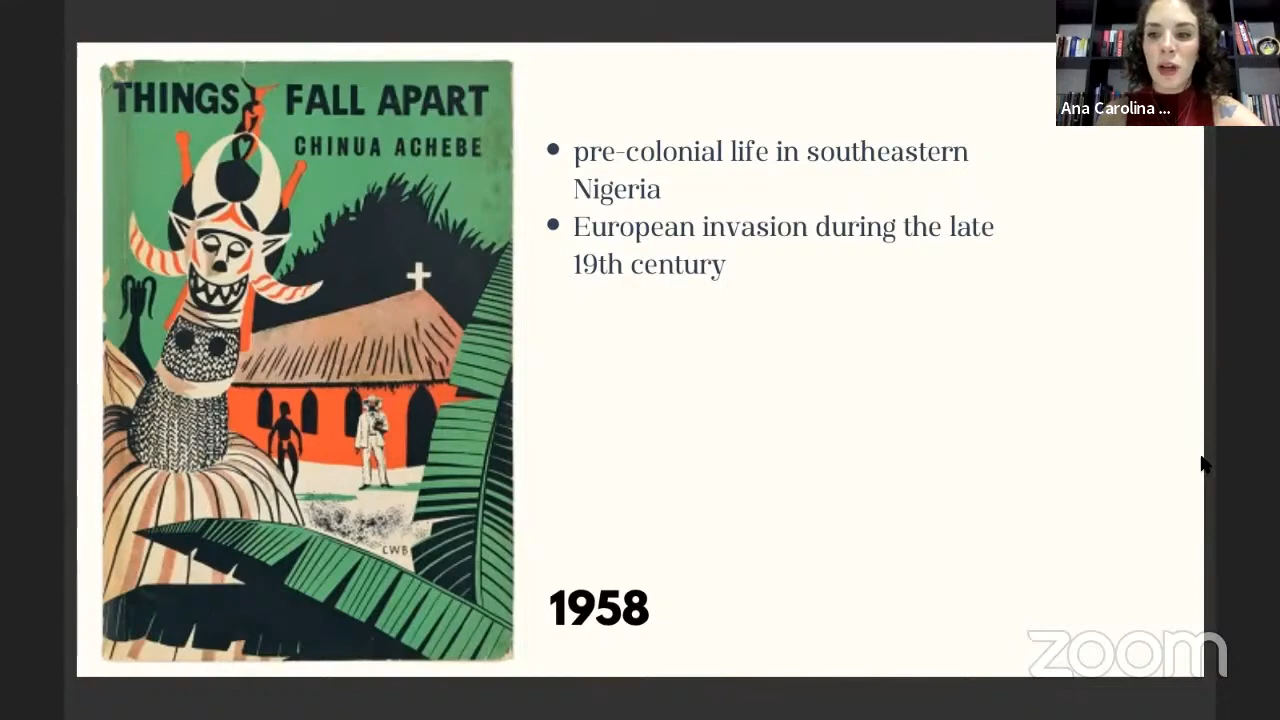 THINGS FALL APART
CHINUA ACHEBE
CWB
• pre-colonial life in southeastern
Nigeria
• European invasion during the late
19th century
1958
Ana Carolina ...
zoom